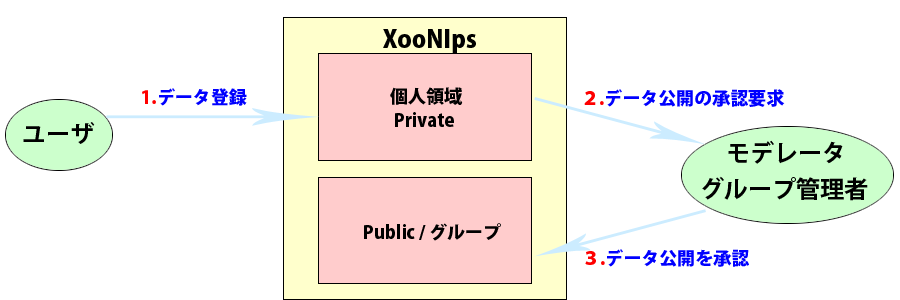 XooNIps
1.データ登録
個人領域
Private
2.データ公開の承認要求
ユーザ
モデレータ
グループ管理者
Public / グループ
3.データ公開を承認